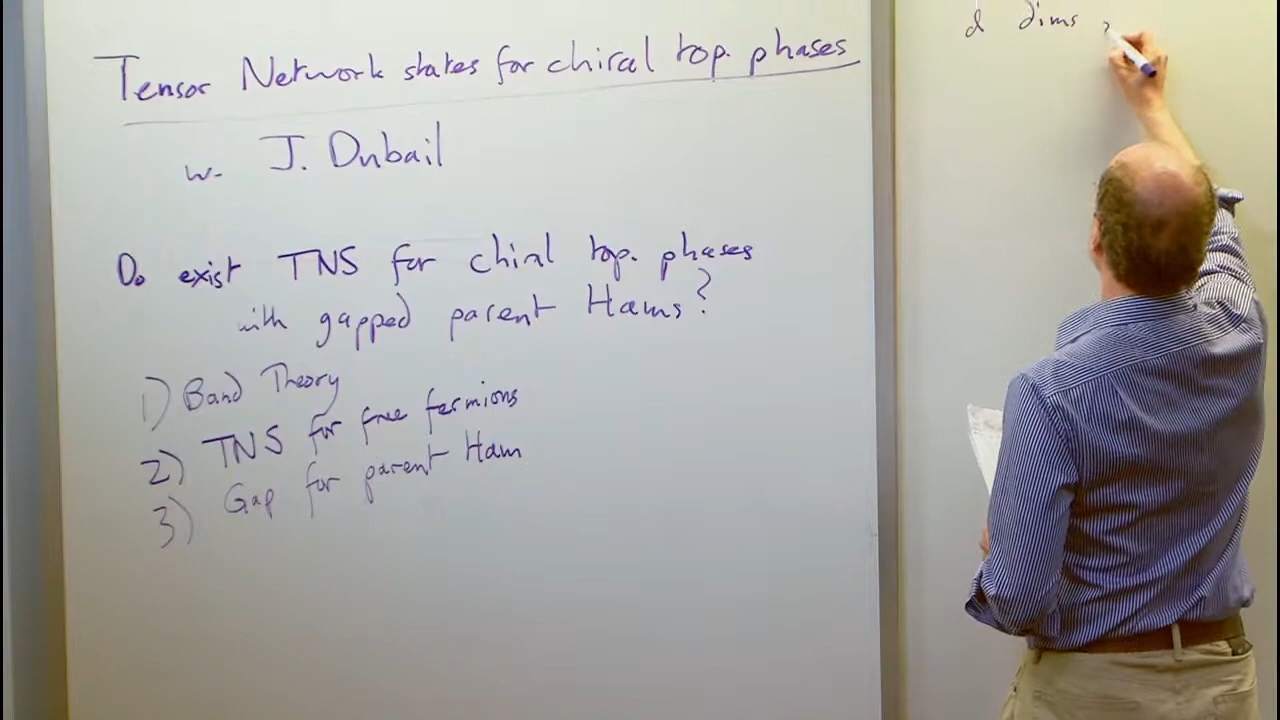 Tensor Network states for chiral top. phases
w. J. Dubail
Do exist TNS for chiral top. phases
with gapped parent Hams?
1) Band Theory
2) TNS for free fermions
3) Gap for parent Ham
d dims